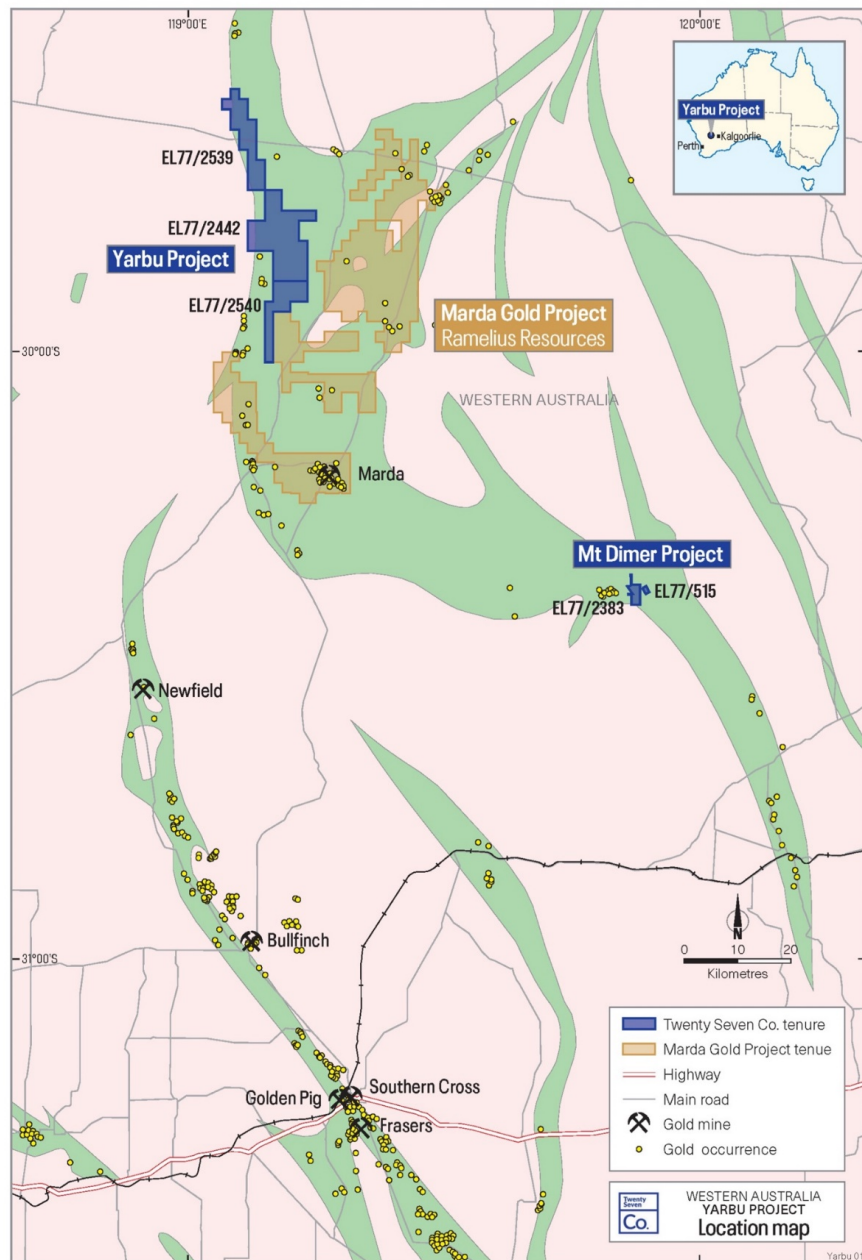 119°00'E
120°00'E
Yarbu Project
Kalgoorlie
Perth
EL77/2539
EL77/2442
Yarbu Project
EL77/2540
Marda Gold Project
Ramelius Resources
30°00'S
WESTERN AUSTRALIA
Marda
Mt Dimer Project
EL77/515
EL77/2383
Newfield
Bullfinch
31°00'S
N
0 10 20
Kilometres
Southern Cross
Golden Pig
Frasers
Twenty Seven Co. tenure
Marda Gold Project tenue
Highway
Main road
Gold mine
Gold occurrence
Twenty
Seven
Co.
WESTERN AUSTRALIA
YARBU PROJECT
Location map